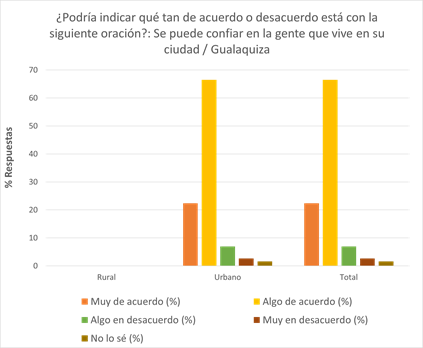 ¿Podría indicar qué tan de acuerdo o desacuerdo está con la
siguiente oración?: Se puede confiar en la gente que vive en su
ciudad / Gualaquiza
% Respuestas
70
60
50
40
30
20
10
0
Rural Urbano Total
Muy de acuerdo (%) Algo de acuerdo (%)
Algo en desacuerdo (%) Muy en desacuerdo (%)
No lo sé (%)